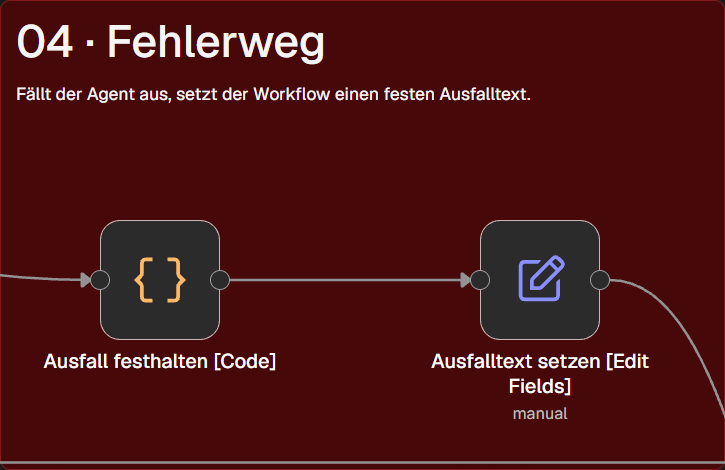 04 · Fehlerweg
Fällt der Agent aus, setzt der Workflow einen festen Ausfalltext.
Ausfall festhalten [Code]
Ausfalltext setzen [Edit
Fields]
manual